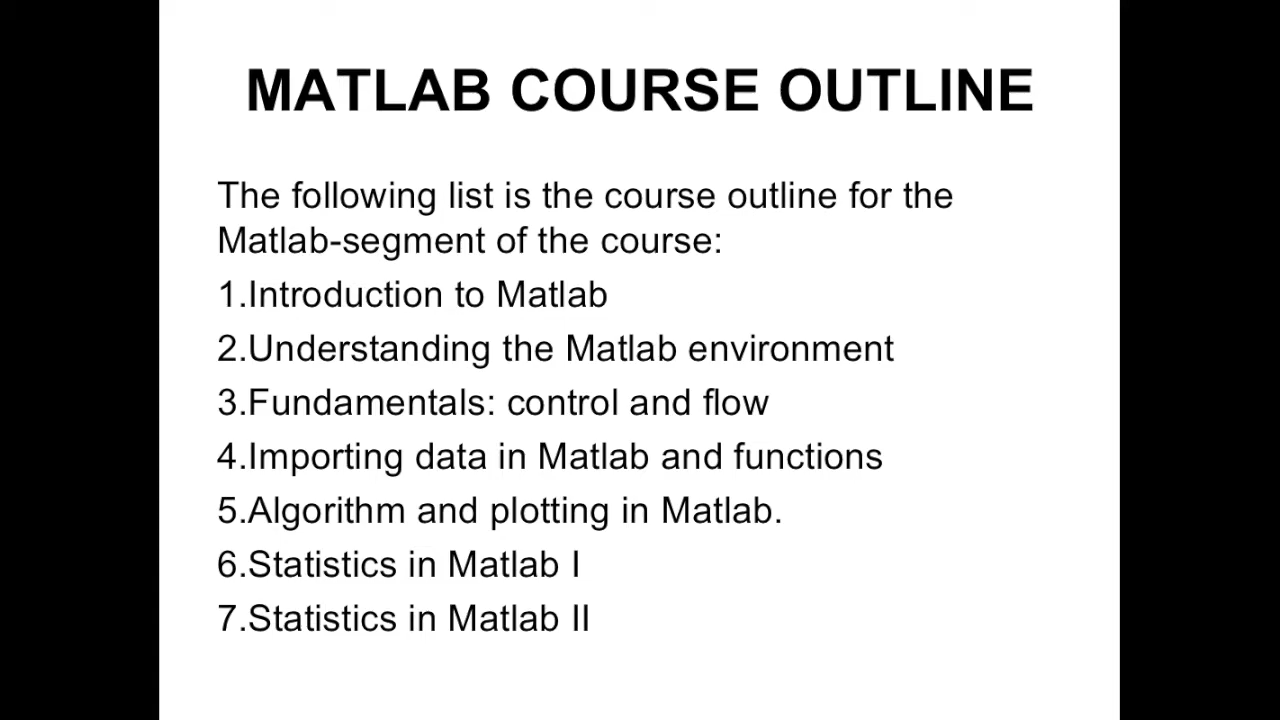 MATLAB COURSE OUTLINE
The following list is the course outline for the
Matlab-segment of the course:
1.Introduction to Matlab
2.Understanding the Matlab environment
3.Fundamentals: control and flow
4.Importing data in Matlab and functions
5.Algorithm and plotting in Matlab.
6.Statistics in Matlab I
7.Statistics in Matlab II